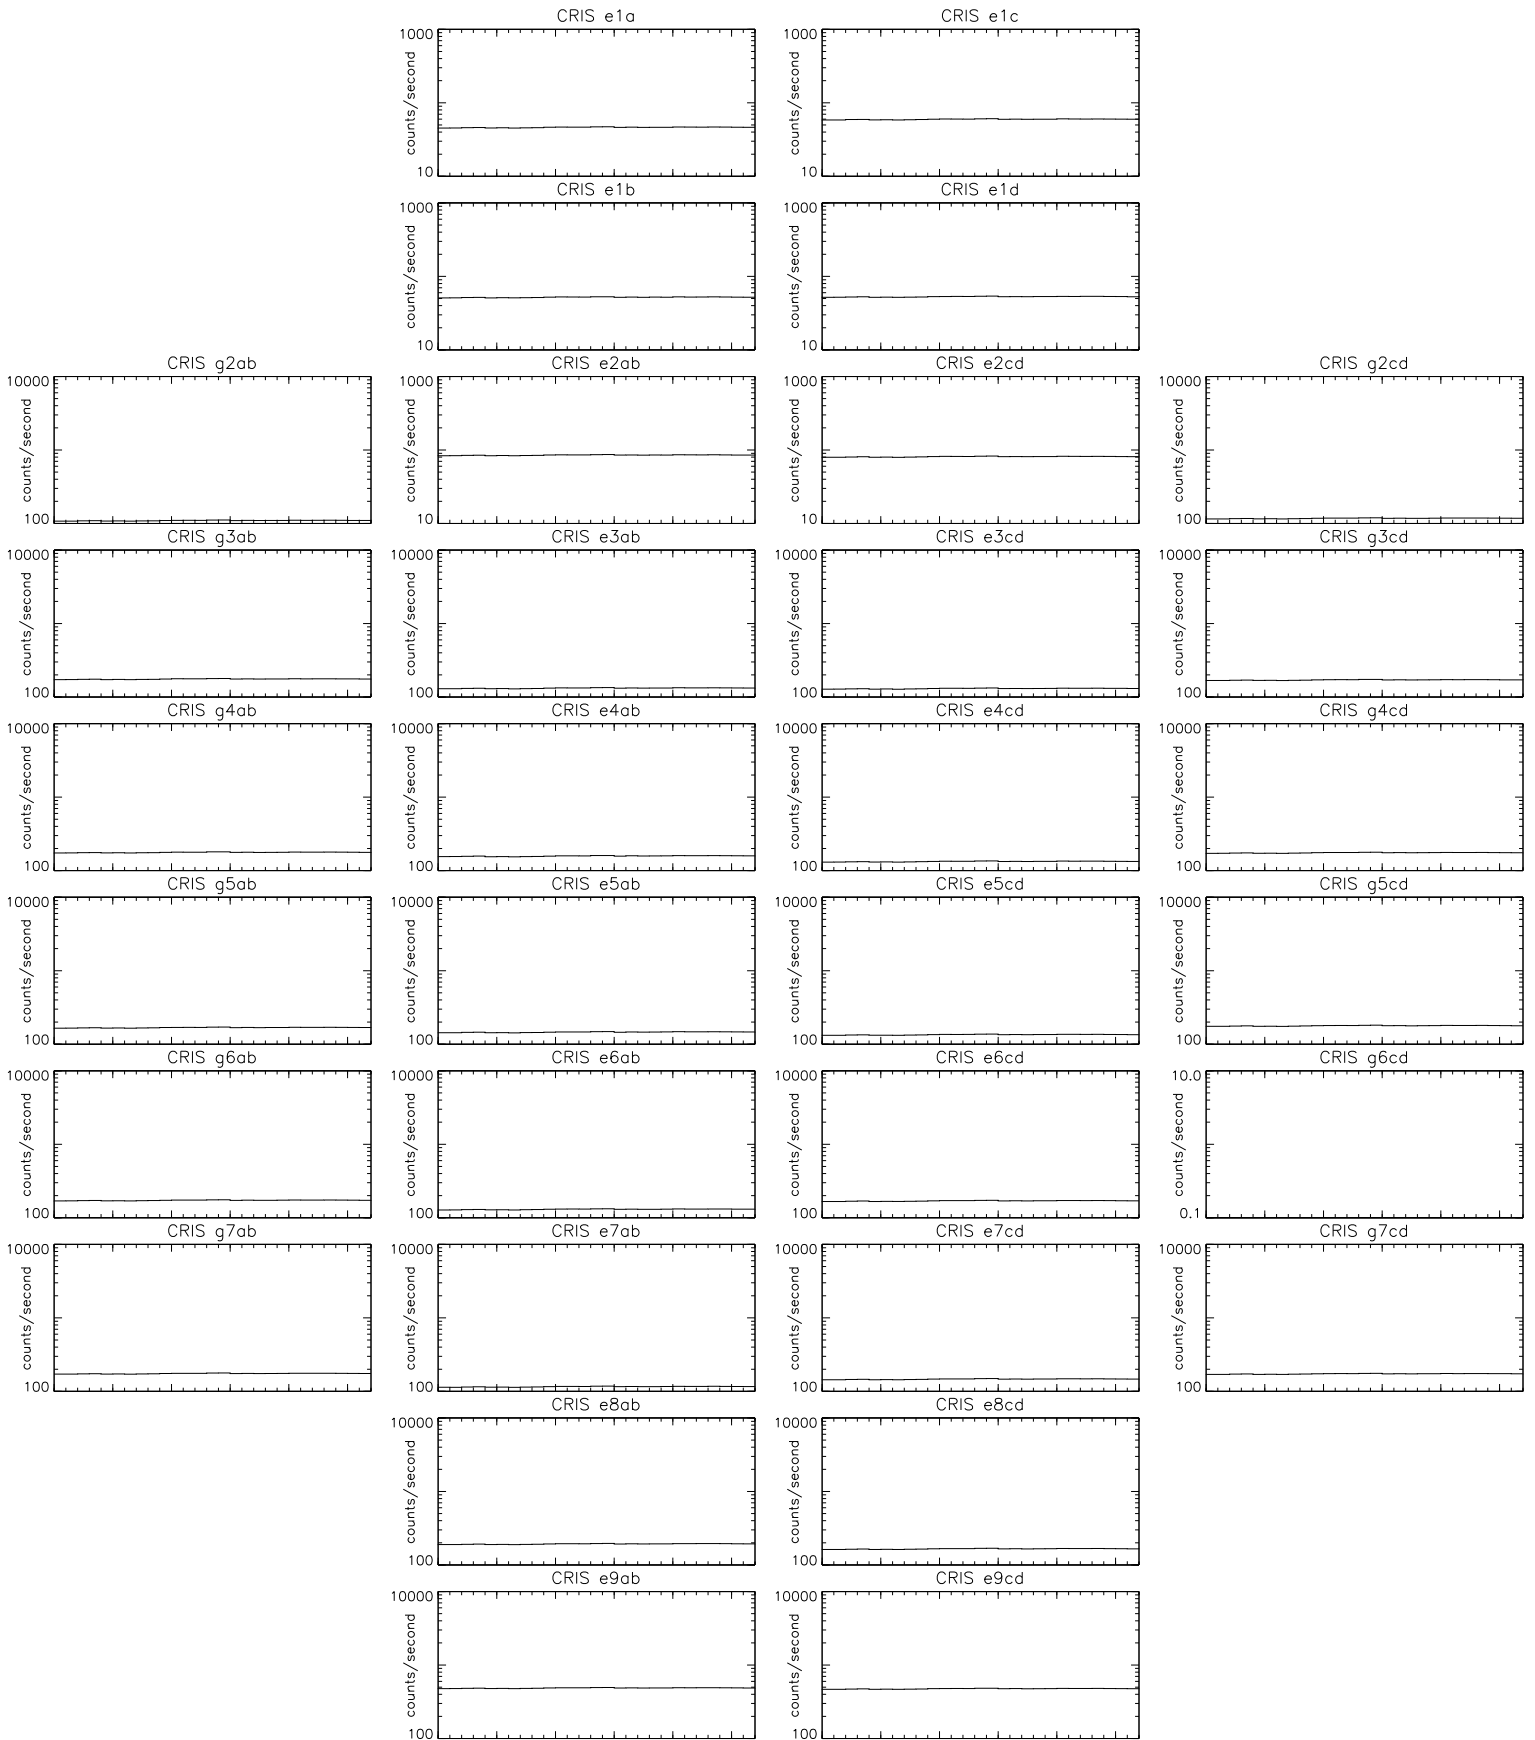 CRIS e1a
CRIS e1c
1000
counts/second
10
1000
counts/second
10
CRIS e1b
CRIS e1d
1000
counts/second
10
1000
counts/second
10
CRIS g2ab
CRIS e2ab
CRIS e2cd
CRIS g2cd
10000
counts/second
100
1000
counts/second
10
1000
counts/second
10
10000
counts/second
100
CRIS g3ab
CRIS e3ab
CRIS e3cd
CRIS g3cd
10000
counts/second
100
10000
counts/second
100
10000
counts/second
100
10000
counts/second
100
CRIS g4ab
CRIS e4ab
CRIS e4cd
CRIS g4cd
10000
counts/second
100
10000
counts/second
100
10000
counts/second
100
10000
counts/second
100
CRIS g5ab
CRIS e5ab
CRIS e5cd
CRIS g5cd
10000
counts/second
100
10000
counts/second
100
10000
counts/second
100
10000
counts/second
100
CRIS g6ab
CRIS e6ab
CRIS e6cd
CRIS g6cd
10000
counts/second
100
10000
counts/second
100
10000
counts/second
100
10.0
counts/second
0.1
CRIS g7ab
CRIS e7ab
CRIS e7cd
CRIS g7cd
10000
counts/second
100
10000
counts/second
100
10000
counts/second
100
10000
counts/second
100
CRIS e8ab
CRIS e8cd
10000
counts/second
100
10000
counts/second
100
CRIS e9ab
CRIS e9cd
10000
counts/second
100
10000
counts/second
100